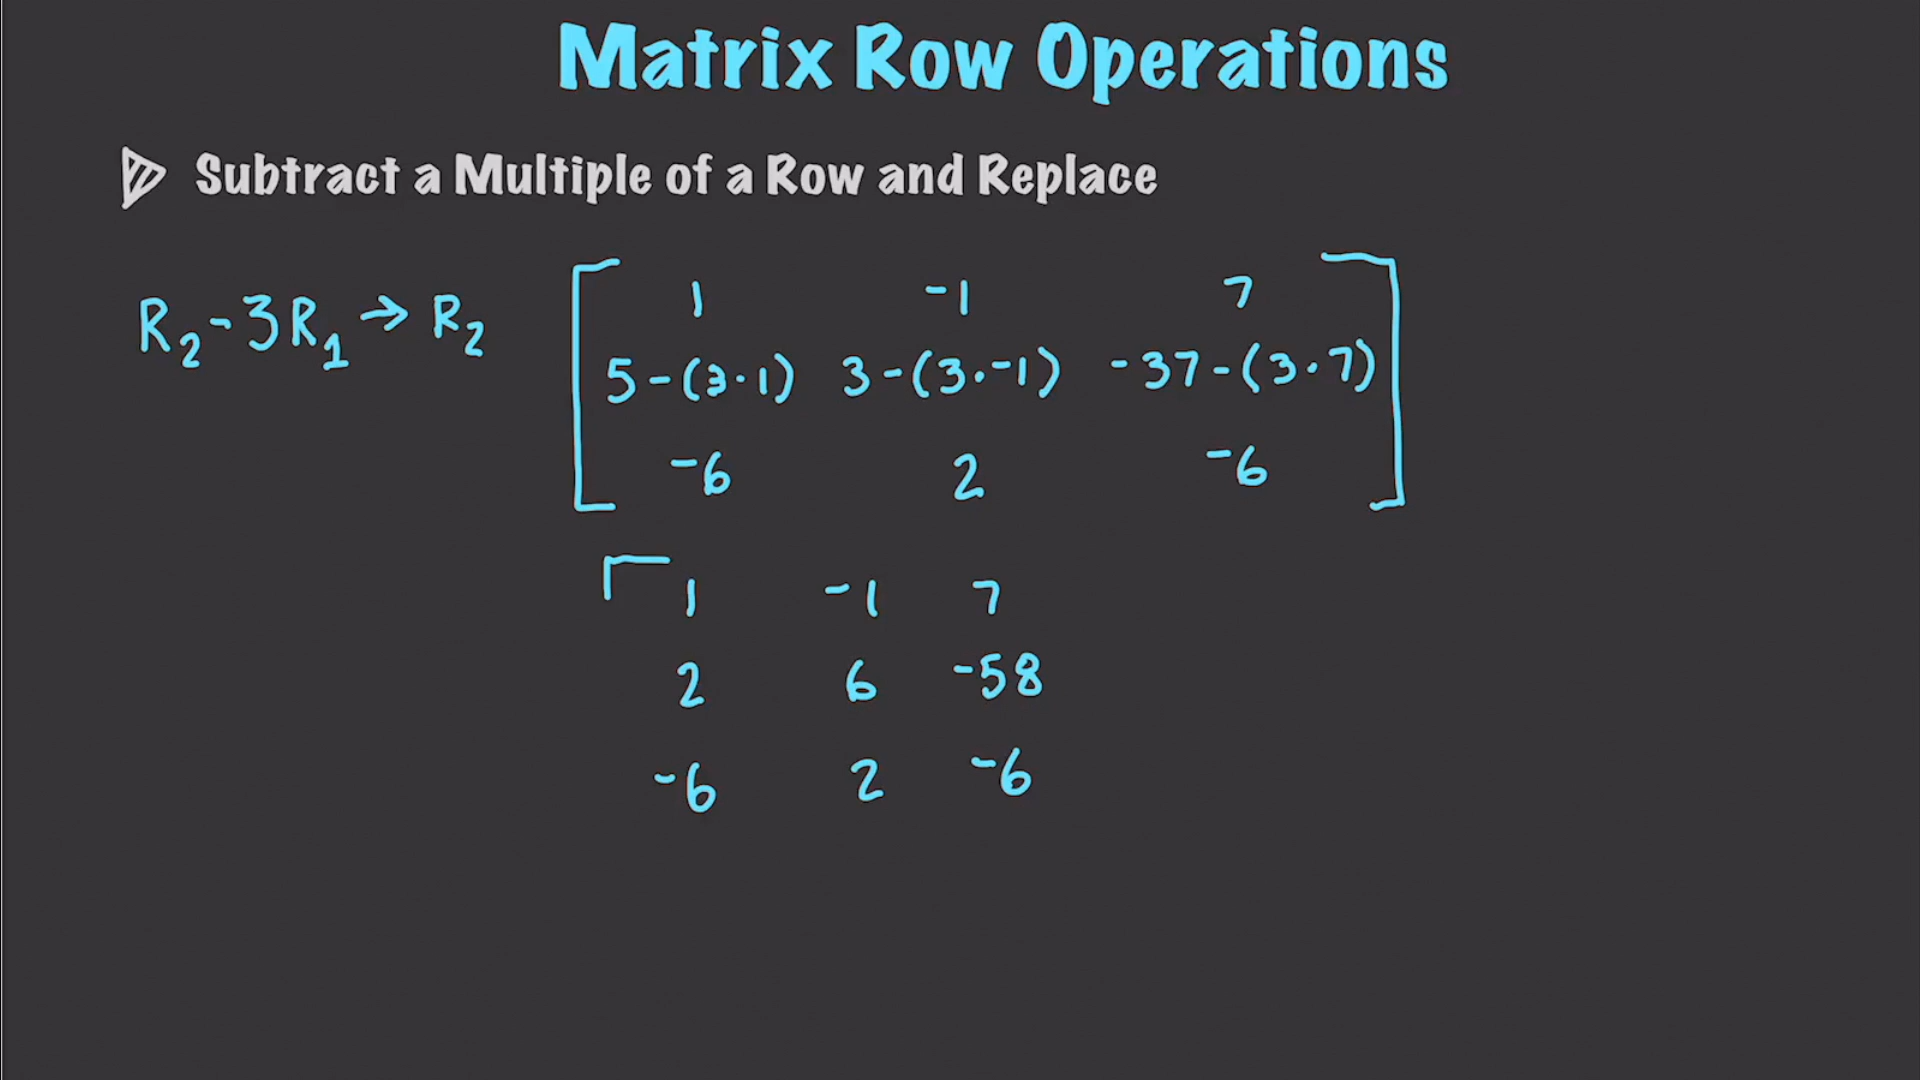 Matrix Row Operations
Subtract a Multiple of a Row and Replace
R₂-3R₁→R₂
1 -1 7
5-(3·1) 3-(3·-1) -37-(3·7)
-6 2 -6
1 -1 7
2 6 -58
-6 2 -6